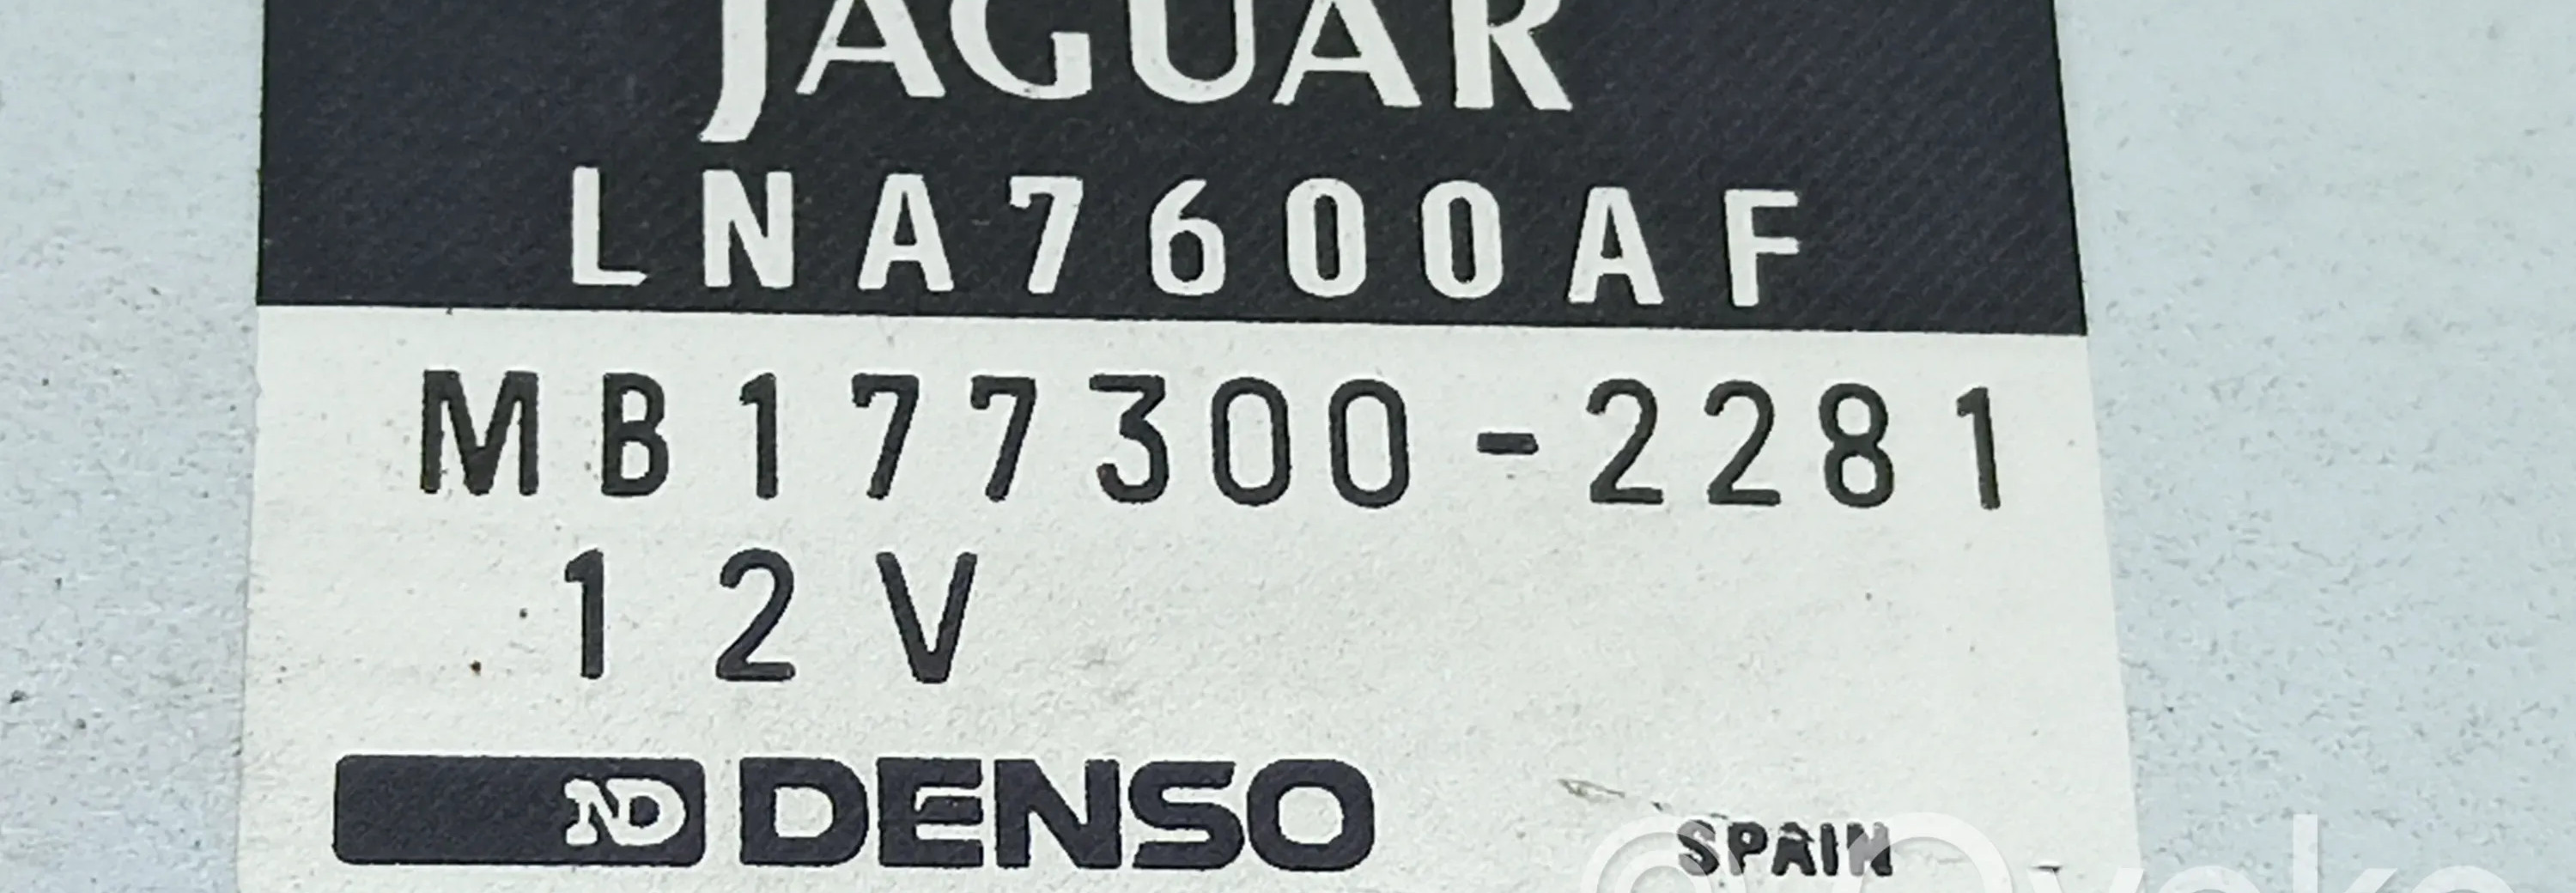 JAGUAR
LNA7600AF
MB177300-2281
12V
ND DENSO
SPAIN